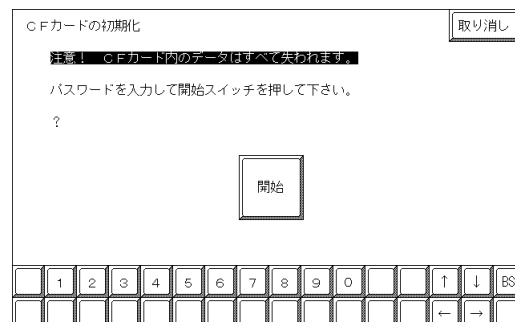 ＣＦカードの初期化
取り消し
注意！　ＣＦカード内のデータはすべて失われます。
パスワードを入力して開始スイッチを押して下さい。
？
開始
１ ２ ３ ４ ５ ６ ７ ８ ９ ０ ↑ ↓ BS
← →